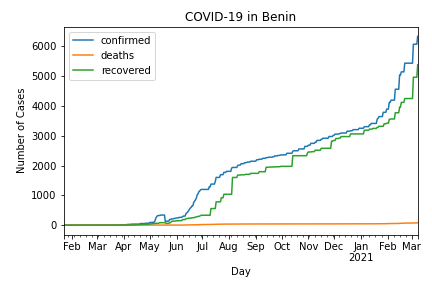 COVID-19 in Benin
confirmed
deaths
recovered
Number of Cases
6000
5000
4000
3000
2000
1000
0
Feb Mar Apr May Jun Jul Aug Sep Oct Nov Dec Jan Feb Mar
2021
Day